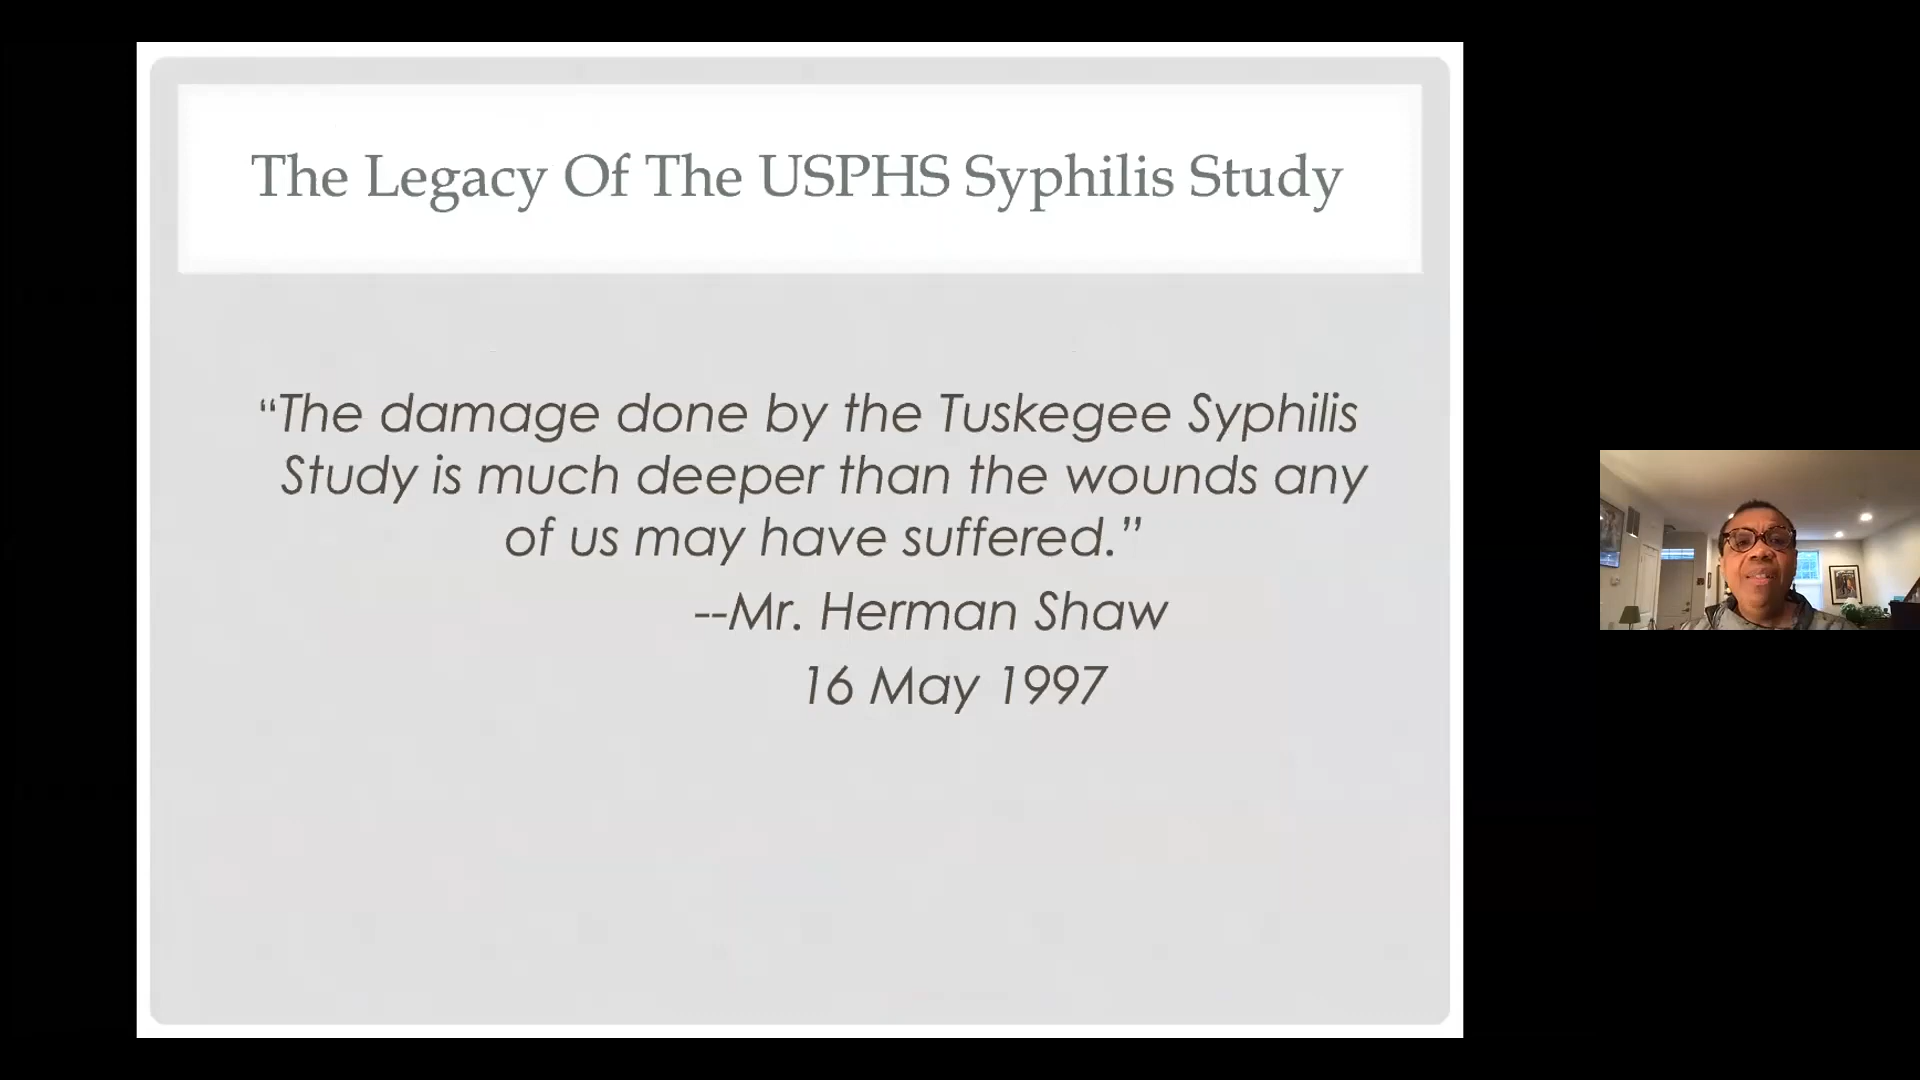 The Legacy Of The USPHS Syphilis Study
“The damage done by the Tuskegee Syphilis
Study is much deeper than the wounds any
of us may have suffered.”
--Mr. Herman Shaw
16 May 1997